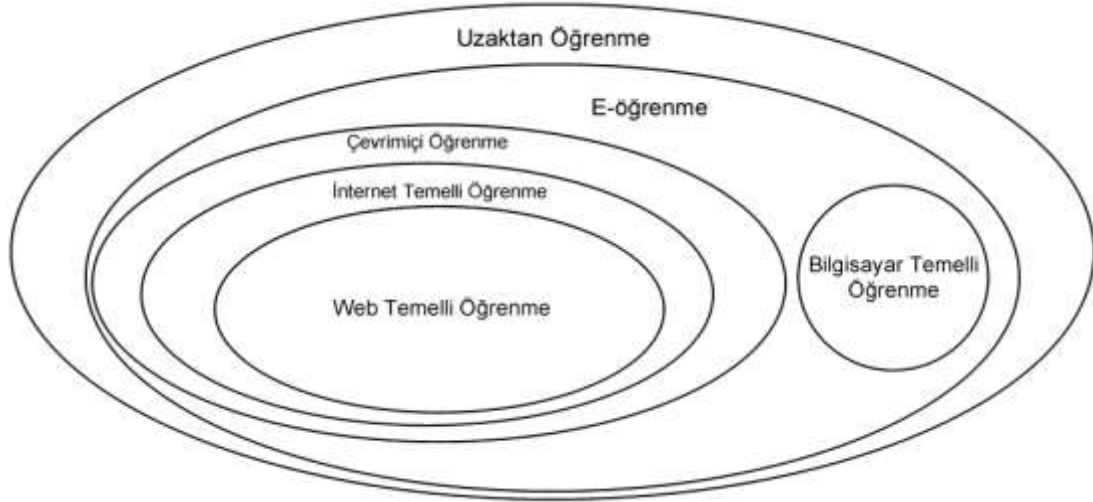 Uzaktan Öğrenme
E-öğrenme
Çevrimiçi Öğrenme
İnternet Temelli Öğrenme
Web Temelli Öğrenme
Bilgisayar Temelli
Öğrenme